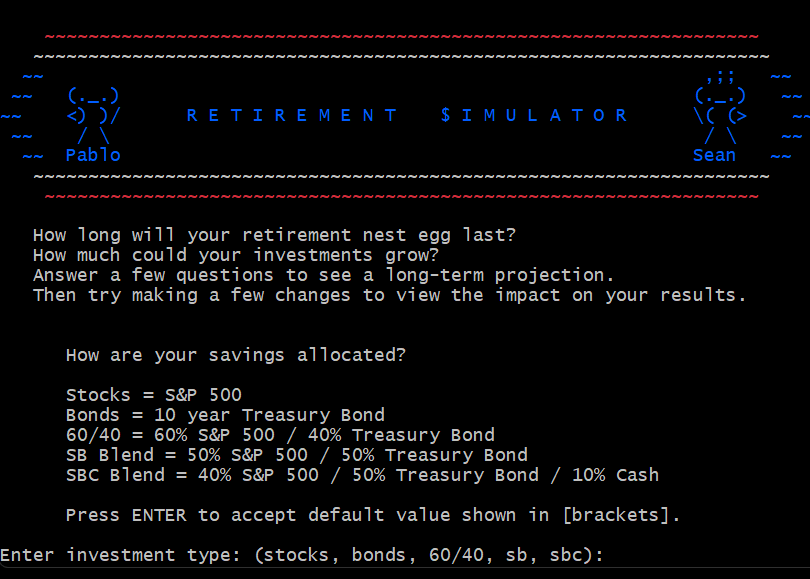 R E T I R E M E N T   $ I M U L A T O R
Pablo
Sean
How long will your retirement nest egg last?
How much could your investments grow?
Answer a few questions to see a long-term projection.
Then try making a few changes to view the impact on your results.
How are your savings allocated?
Stocks = S&P 500
Bonds = 10 year Treasury Bond
60/40 = 60% S&P 500 / 40% Treasury Bond
SB Blend = 50% S&P 500 / 50% Treasury Bond
SBC Blend = 40% S&P 500 / 50% Treasury Bond / 10% Cash
Press ENTER to accept default value shown in [brackets].
Enter investment type: (stocks, bonds, 60/40, sb, sbc):